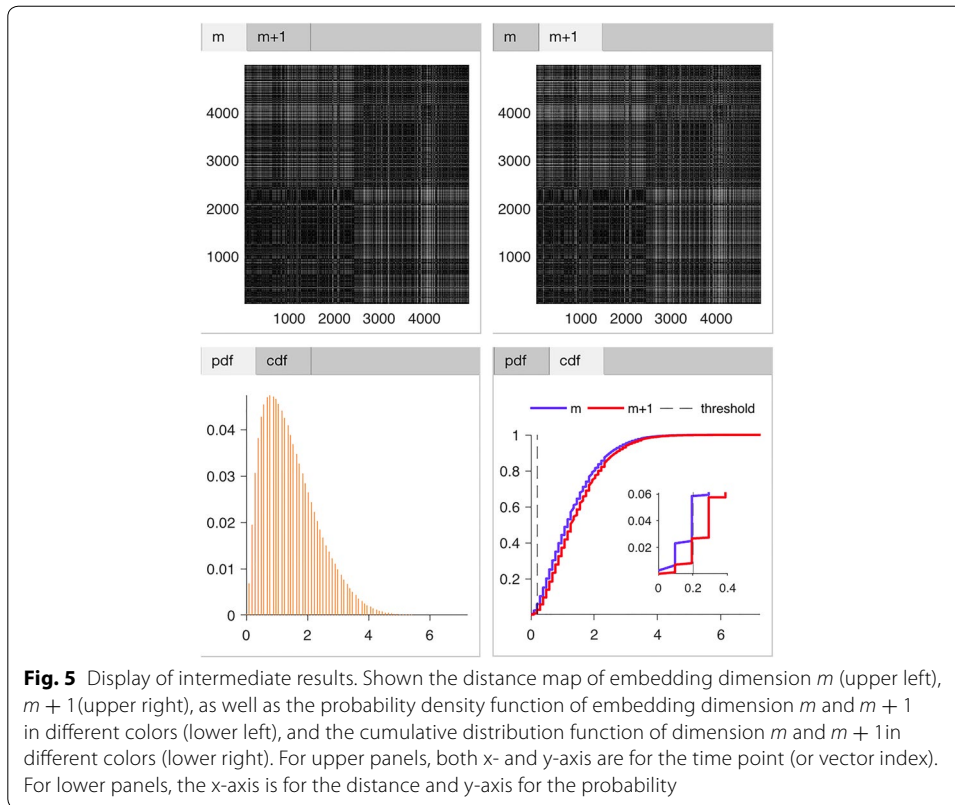 m m+1
m m+1
4000
3000
2000
1000
1000 2000 3000 4000
4000
3000
2000
1000
1000 2000 3000 4000
pdf cdf
0.04
0.03
0.02
0.01
0
0 2 4 6
pdf cdf
m m+1 threshold
1
0.8
0.6
0.4
0.2
0 2 4 6
0.06
0.04
0.02
0 0.2 0.4
Fig. 5 Display of intermediate results. Shown the distance map of embedding dimension m (upper left),
m + 1(upper right), as well as the probability density function of embedding dimension m and m + 1
in different colors (lower left), and the cumulative distribution function of dimension m and m + 1in
different colors (lower right). For upper panels, both x- and y-axis are for the time point (or vector index).
For lower panels, the x-axis is for the distance and y-axis for the probability